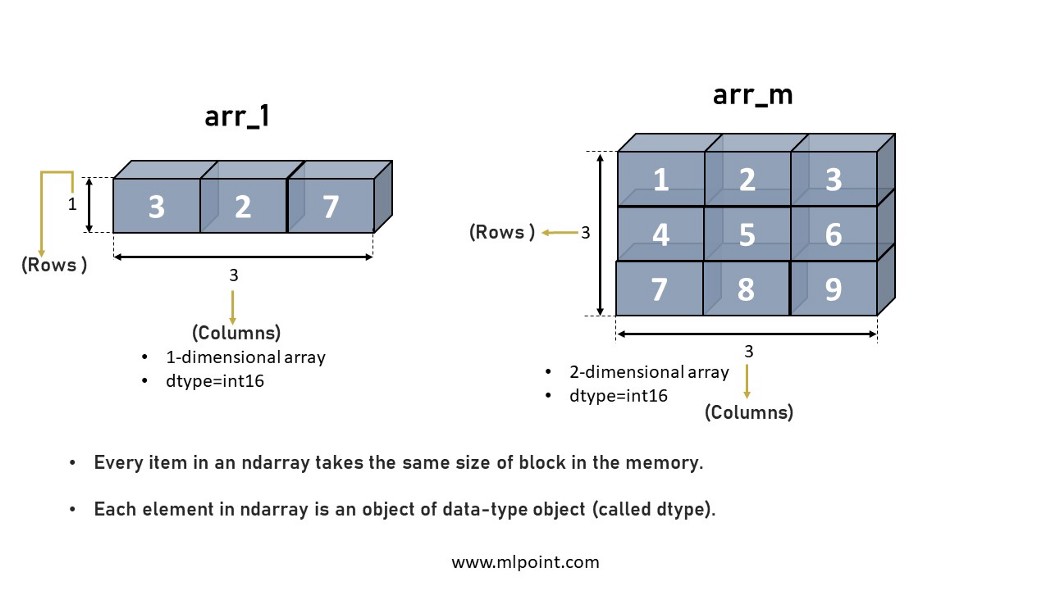 arr_1
3 2 7
1
(Rows )
3
(Columns)
• 1-dimensional array
• dtype=int16
arr_m
1 2 3
4 5 6
7 8 9
(Rows )
3
3
• 2-dimensional array
• dtype=int16
(Columns)
• Every item in an ndarray takes the same size of block in the memory.
• Each element in ndarray is an object of data-type object (called dtype).
www.mlpoint.com